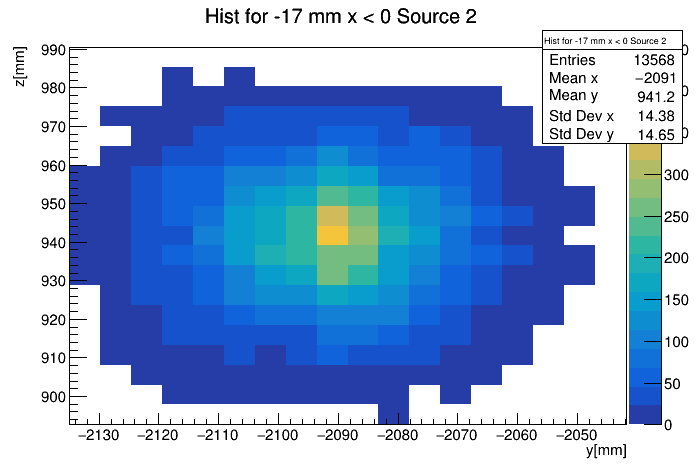 Hist for -17 mm x < 0 Source 2
z[mm]
990
980
970
960
950
940
930
920
910
900
−2130 −2120 −2110 −2100 −2090 −2080 −2070 −2060 −2050
y[mm]
Hist for -17 mm x < 0 Source 2
Entries 13568
Mean x −2091
Mean y 941.2
Std Dev x 14.38
Std Dev y 14.65
300
250
200
150
100
50
0